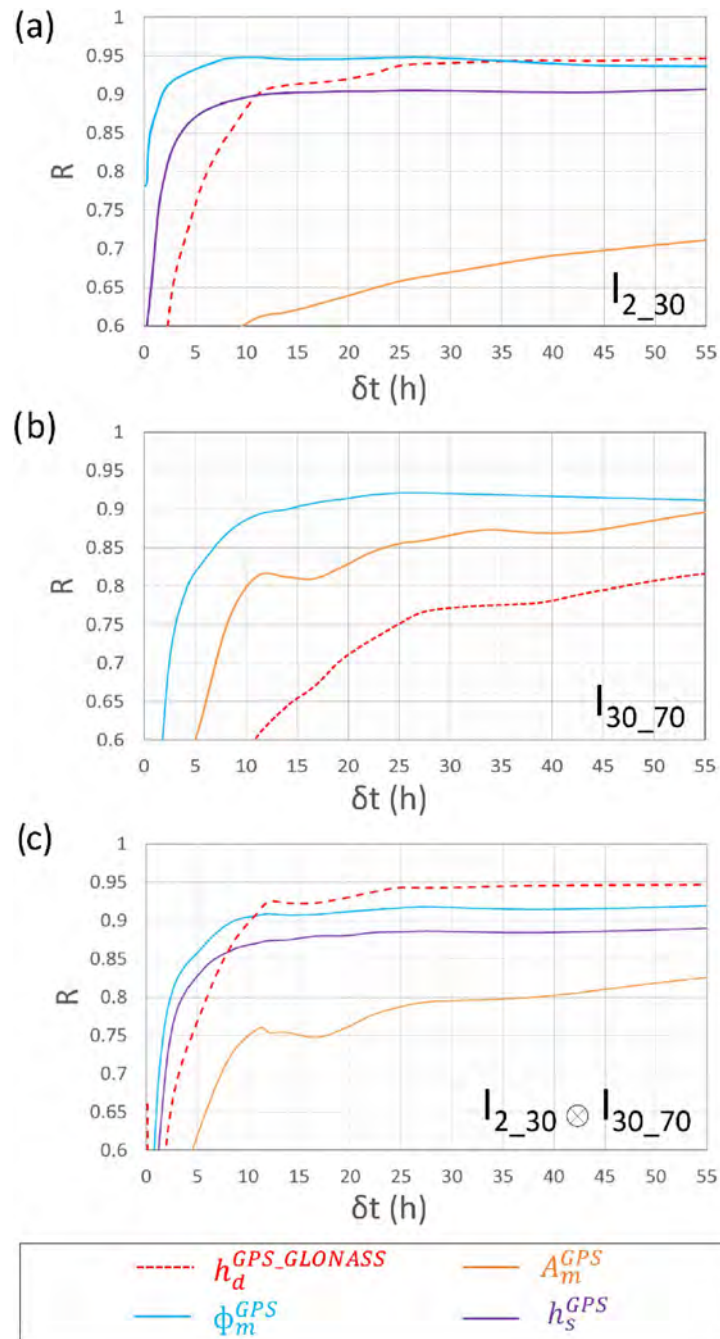 (a)
1
0.95
0.9
0.85
0.8
0.75
0.7
0.65
0.6
R
0 5 10 15 20 25 30 35 40 45 50 55
δt (h)
I2_30
(b)
1
0.95
0.9
0.85
0.8
0.75
0.7
0.65
0.6
R
0 5 10 15 20 25 30 35 40 45 50 55
δt (h)
I30_70
(c)
1
0.95
0.9
0.85
0.8
0.75
0.7
0.65
0.6
R
0 5 10 15 20 25 30 35 40 45 50 55
δt (h)
I2_30 ⊗ I30_70
h_d^GPS_GLONASS A_m^GPS
ϕ_m^GPS h_s^GPS